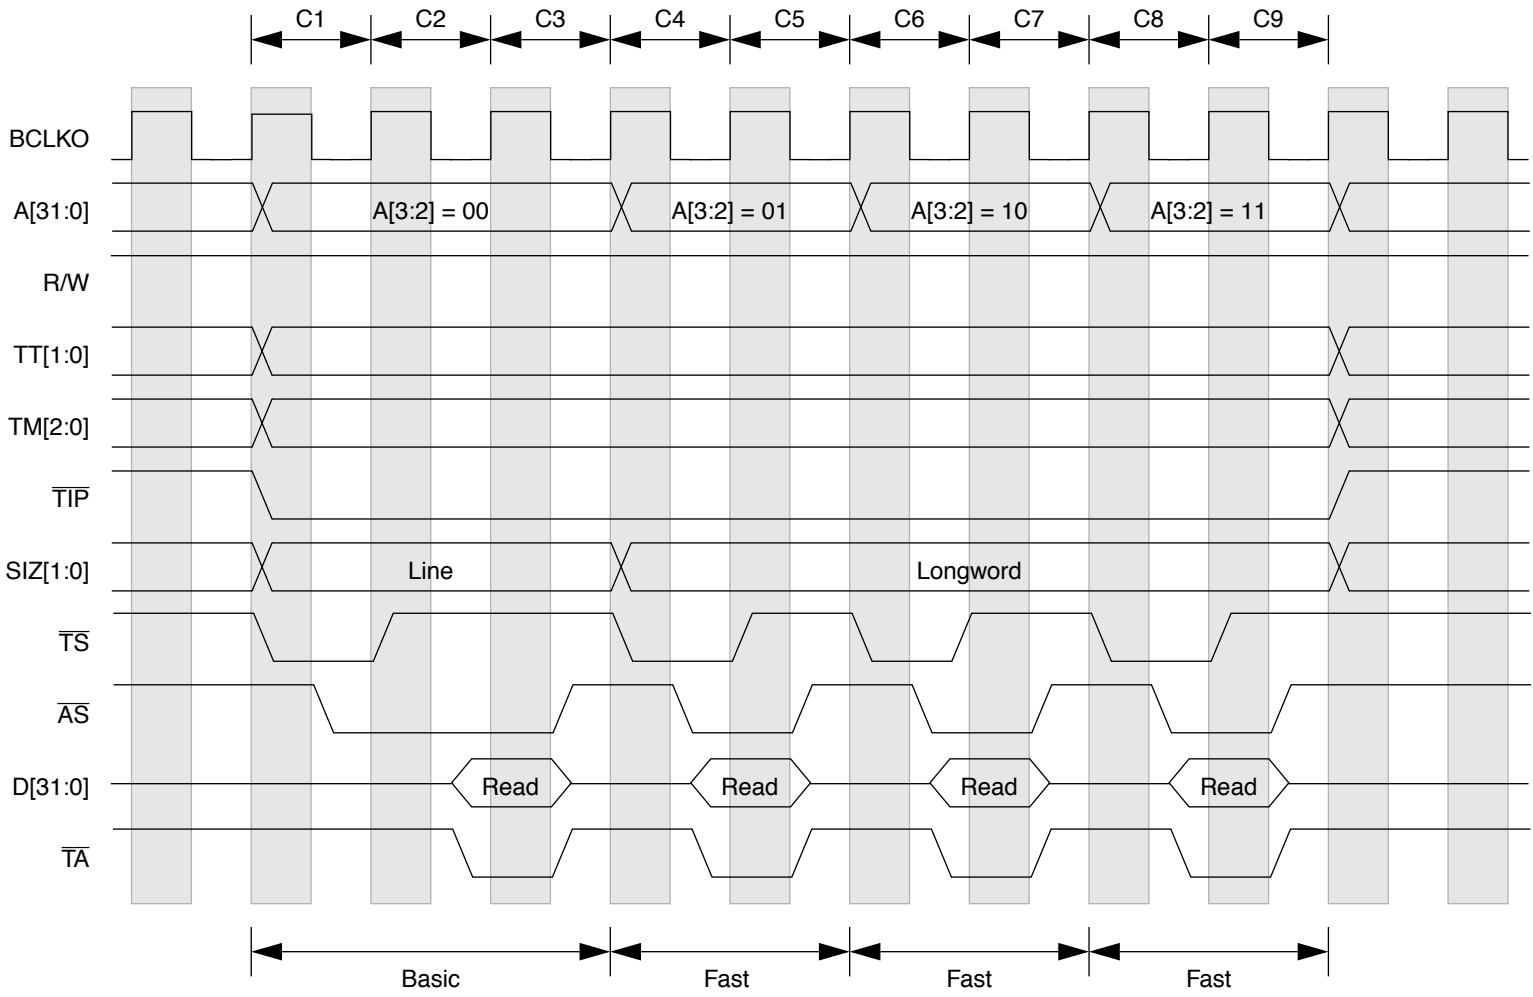 C1 C2 C3 C4 C5 C6 C7 C8 C9
BCLKO
A[31:0] A[3:2] = 00 A[3:2] = 01 A[3:2] = 10 A[3:2] = 11
R/W
TT[1:0]
TM[2:0]
TIP
SIZ[1:0] Line Longword
TS
AS
D[31:0] Read Read Read Read
TA
Basic Fast Fast Fast